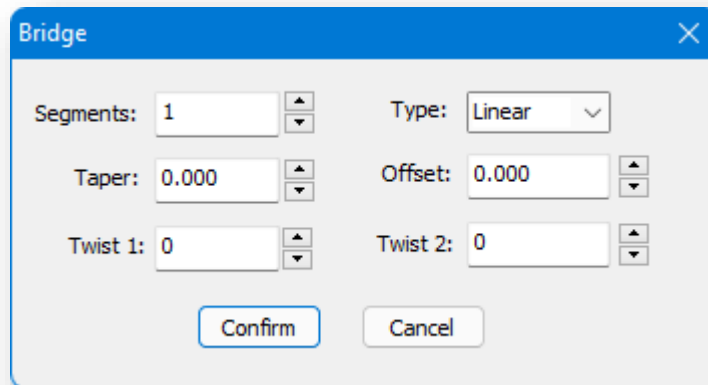 Bridge
Segments: 1 Type: Linear
Taper: 0.000 Offset: 0.000
Twist 1: 0 Twist 2: 0
Confirm Cancel